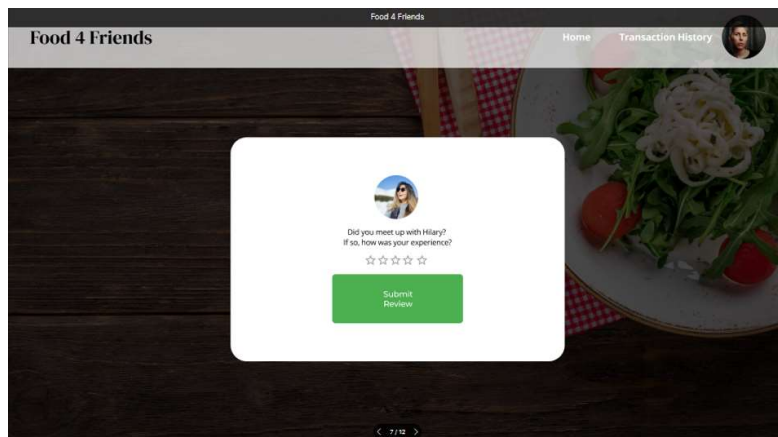 Food 4 Friends
Food 4 Friends
Home
Transaction History
Did you meet up with Hilary?
If so, how was your experience?
Submit
Review
7 / 12